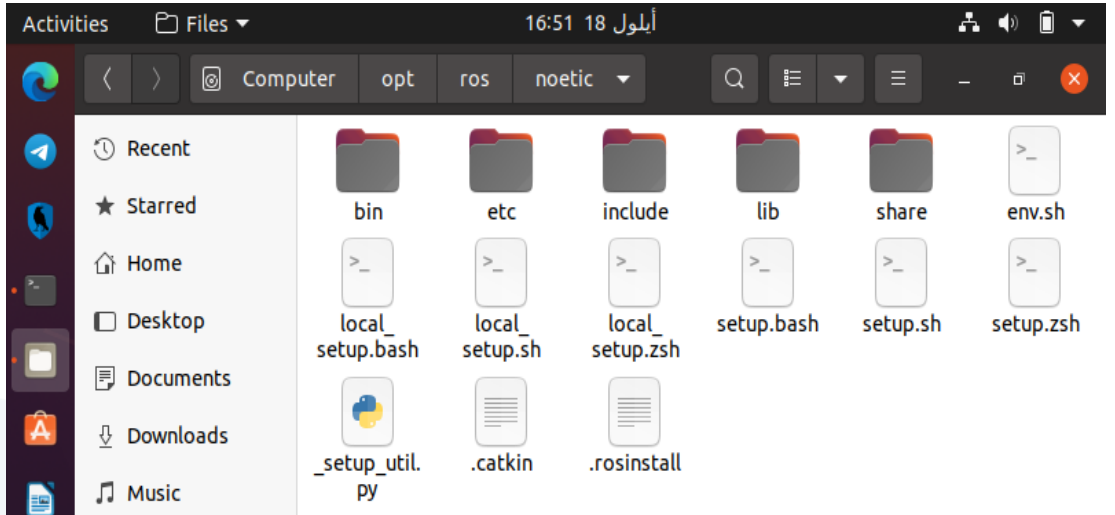 Activities Files 16:51 18 أيلول
Computer opt ros noetic
Recent
Starred
Home
Desktop
Documents
Downloads
Music
bin etc include lib share env.sh
local_ local_ local_ setup.bash setup.sh setup.zsh
setup.bash setup.sh setup.zsh
_setup_util. .catkin .rosinstall
py